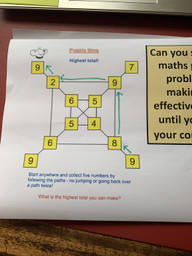 Puzzle time
Highest total!
9
7
2
9
6
5
5
4
6
8
9
9
Start anywhere and collect five numbers by
following the paths - no jumping or going back over
a path twice!
What is the highest total you can make?
Can you
maths
probl
makin
effective
until yo
your